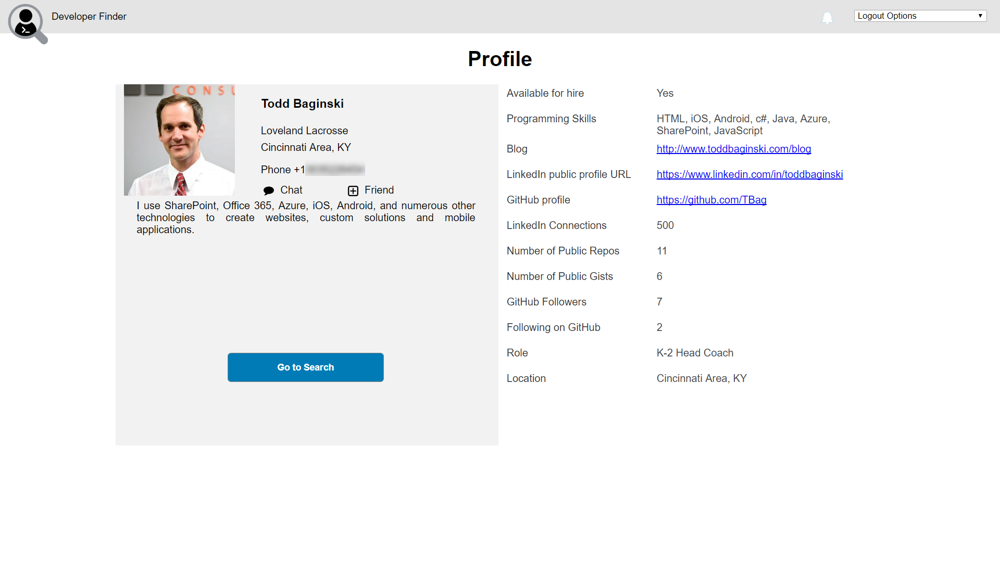 Developer Finder
Logout Options
Profile
CONSU
Todd Baginski
Loveland Lacrosse
Cincinnati Area, KY
Phone +1
Chat
Friend
I use SharePoint, Office 365, Azure, iOS, Android, and numerous other
technologies to create websites, custom solutions and mobile
applications.
Go to Search
Available for hire Yes
Programming Skills HTML, iOS, Android, c#, Java, Azure,
SharePoint, JavaScript
Blog http://www.toddbaginski.com/blog
LinkedIn public profile URL https://www.linkedin.com/in/toddbaginski
GitHub profile https://github.com/TBag
LinkedIn Connections 500
Number of Public Repos 11
Number of Public Gists 6
GitHub Followers 7
Following on GitHub 2
Role K-2 Head Coach
Location Cincinnati Area, KY